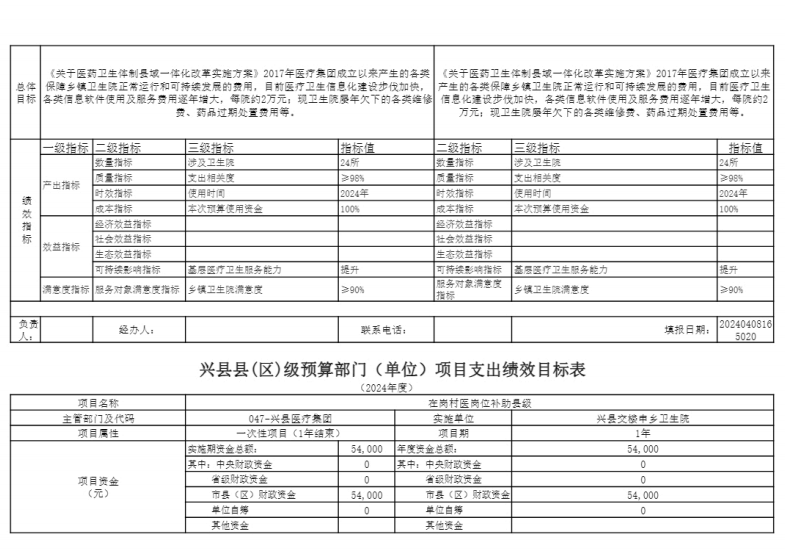 总体目标
《关于医药卫生体制县域一体化改革实施方案》2017年医疗集团成立以来产生的各类
保障乡镇卫生院正常运行和可持续发展的费用，目前医疗卫生信息化建设步伐加快，
各类信息软件使用及服务费用逐年增大，每院约2万元；现卫生院屡年欠下的各类维修
费、药品过期处置费用等。
《关于医药卫生体制县域一体化改革实施方案》2017年医疗集团成立以来
产生的各类保障乡镇卫生院正常运行和可持续发展的费用，目前医疗卫生
信息化建设步伐加快，各类信息软件使用及服务费用逐年增大，每院约2
万元；现卫生院屡年欠下的各类维修费、药品过期处置费用等。
绩效指标
一级指标 二级指标 三级指标 指标值 二级指标 三级指标 指标值
产出指标
数量指标 涉及卫生院 24所 数量指标 涉及卫生院 24所
质量指标 支出相关度 ≥98% 质量指标 支出相关度 ≥98%
时效指标 使用时间 2024年 时效指标 使用时间 2024年
成本指标 本次预算使用资金 100% 成本指标 本次预算使用资金 100%
效益指标
经济效益指标 经济效益指标
社会效益指标 社会效益指标
生态效益指标 生态效益指标
可持续影响指标 基层医疗卫生服务能力 提升 可持续影响指标 基层医疗卫生服务能力 提升
满意度指标 服务对象满意度指标 乡镇卫生院满意度 ≥90% 服务对象满意度指标 乡镇卫生院满意度 ≥90%
负责人： 经办人： 联系电话： 填报日期： 20240408165020
兴县县(区)级预算部门（单位）项目支出绩效目标表
（2024年度）
项目名称 在岗村医岗位补助县级
主管部门及代码 047-兴县医疗集团 实施单位 兴县交楼申乡卫生院
项目属性 一次性项目（1年结束） 项目期 1年
项目资金
（元）
实施期资金总额： 54,000 年度资金总额： 54,000
其中：中央财政资金 0 其中：中央财政资金 0
省级财政资金 0 省级财政资金 0
市县（区）财政资金 54,000 市县（区）财政资金 54,000
单位自筹 0 单位自筹 0
其他资金 其他资金